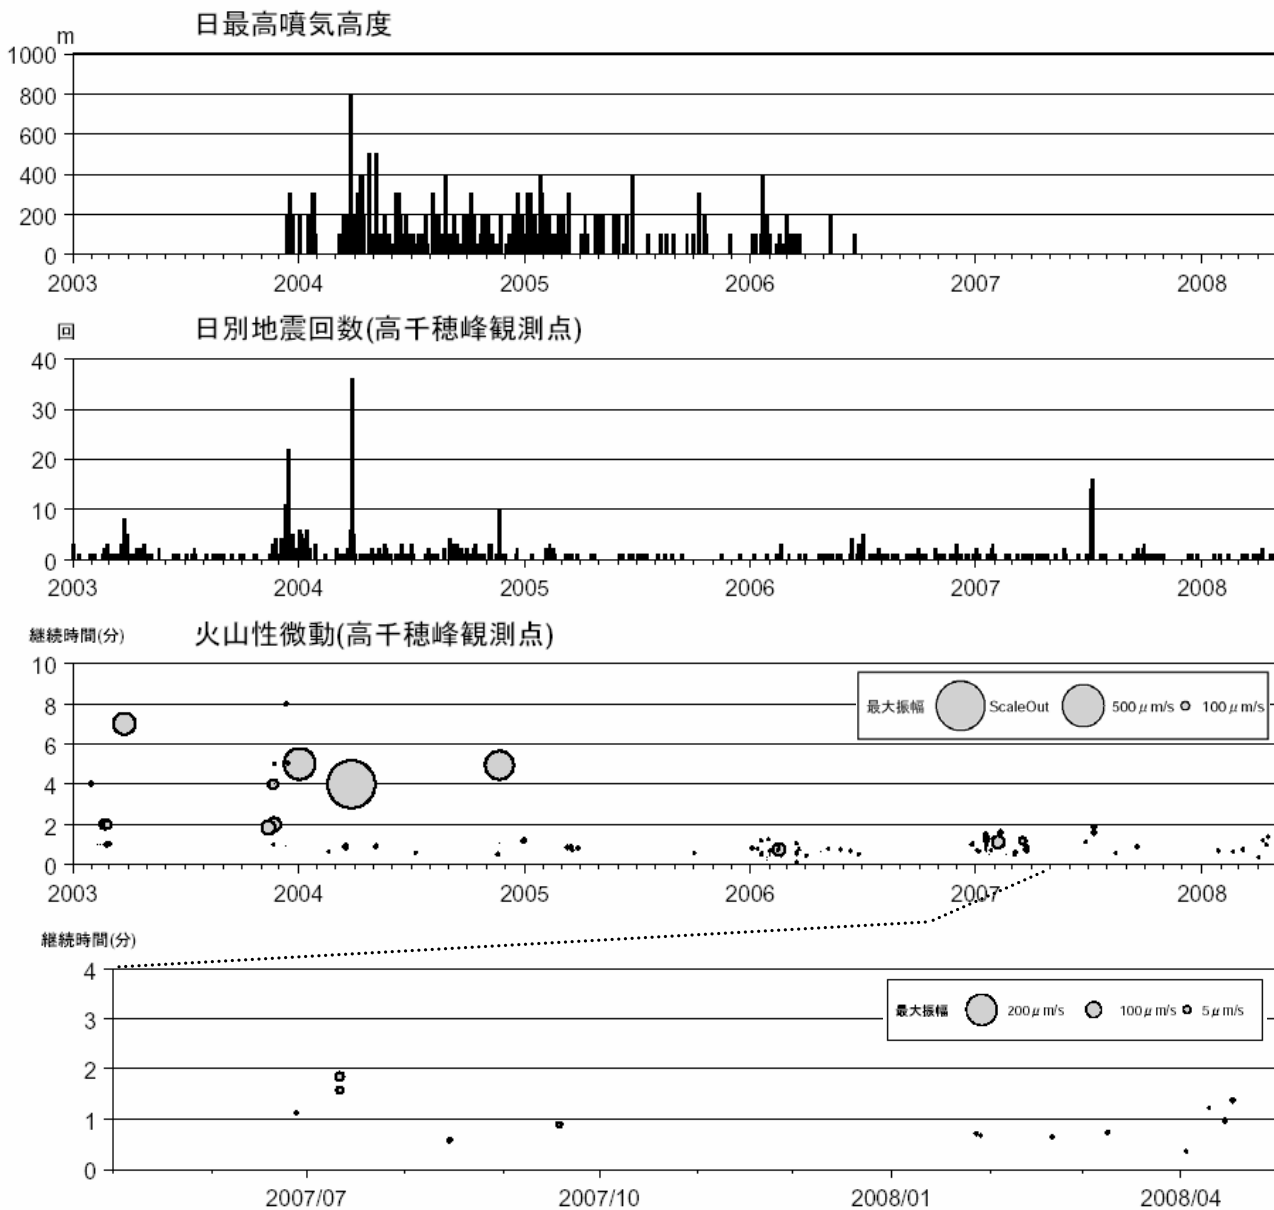 日最高噴気高度
m
1000
800
600
400
200
0
2003 2004 2005 2006 2007 2008
回 日別地震回数(高千穂峰観測点)
40
30
20
10
0
2003 2004 2005 2006 2007 2008
継続時間(分) 火山性微動(高千穂峰観測点)
10
最大振幅 ScaleOut 500μm/s 100μm/s
8
6
4
2
0
2003 2004 2005 2006 2007 2008
継続時間(分)
4
最大振幅 200μm/s 100μm/s 5μm/s
3
2
1
0
2007/07 2007/10 2008/01 2008/04